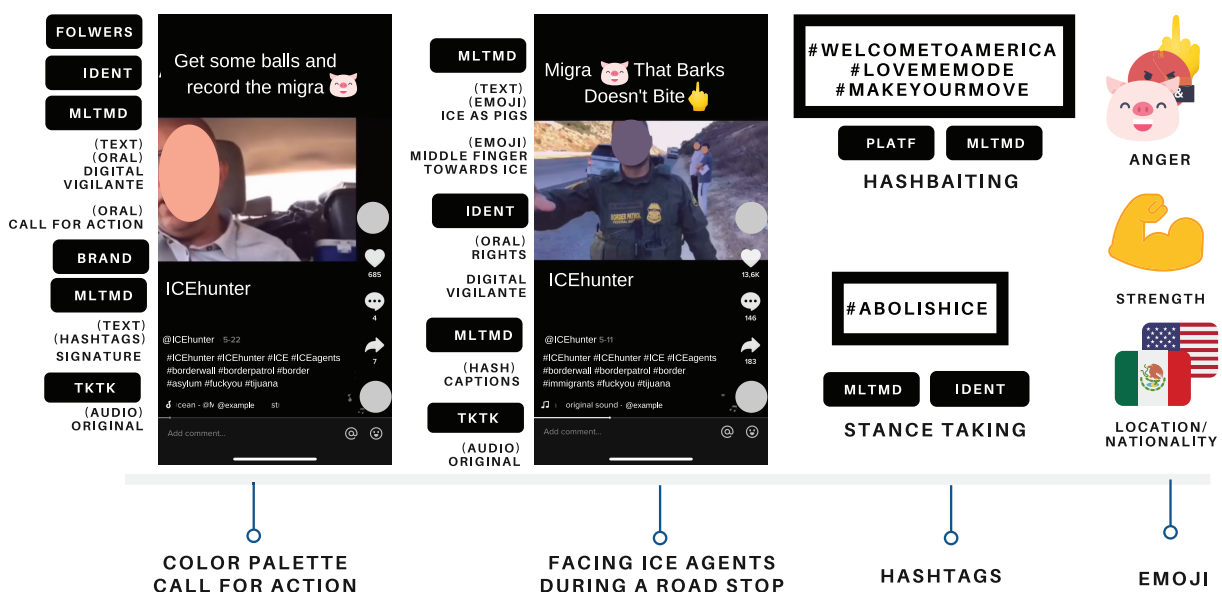 FOLWERS
IDENT
MLTMD
(TEXT)
(ORAL)
DIGITAL
VIGILANTE
(ORAL)
CALL FOR ACTION
BRAND
MLTMD
(TEXT)
(HASHTAGS)
SIGNATURE
TKTK
(AUDIO)
ORIGINAL
Get some balls and
record the migra
685
ICEhunter
4
@ICEhunter · 5-22
7
#ICEhunter #ICEhunter #ICE #ICEagents
#borderwall #borderpatrol #border
#asylum #fuckyou #tijuana
cean - @M @example
Add comment...
MLTMD
(TEXT)
(EMOJI)
ICE AS PIGS
(EMOJI)
MIDDLE FINGER
TOWARDS ICE
IDENT
(ORAL)
RIGHTS
DIGITAL
VIGILANTE
MLTMD
(HASH)
CAPTIONS
TKTK
(AUDIO)
ORIGINAL
Migra That Barks
Doesn't Bite
BORDER PATROL
13,6K
ICEhunter
146
@ICEhunter 5-11
183
#ICEhunter #ICEhunter #ICE #ICEagents
#borderwall #borderpatrol #border
#immigrants #fuckyou #tijuana
original sound - @example
Add comment...
#WELCOMETOAMERICA
#LOVEMEMODE
#MAKEYOURMOVE
PLATF
MLTMD
HASHBAITING
#ABOLISHICE
MLTMD
IDENT
STANCE TAKING
&
ANGER
STRENGTH
LOCATION/
NATIONALITY
COLOR PALETTE
CALL FOR ACTION
FACING ICE AGENTS
DURING A ROAD STOP
HASHTAGS
EMOJI